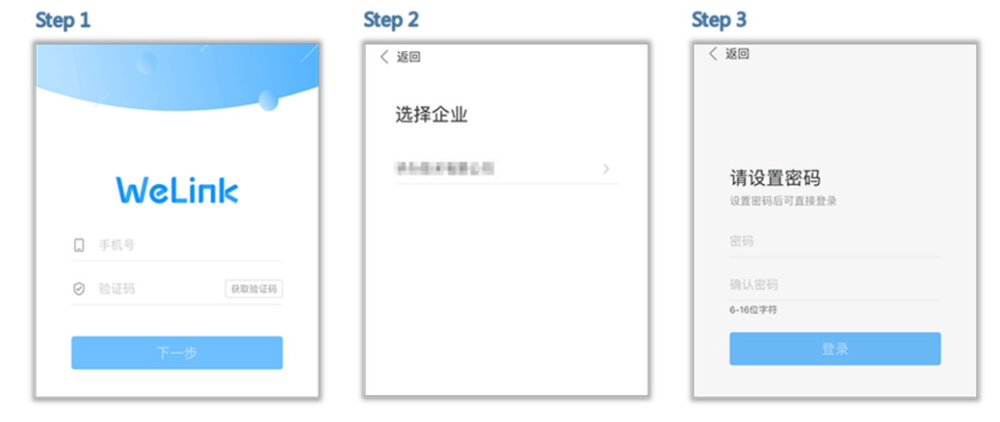 Step 1
WeLink
手机号
验证码
获取验证码
下一步
Step 2
返回
选择企业
Step 3
返回
请设置密码
设置密码后可直接登录
密码
确认密码
6-16位字符
登录